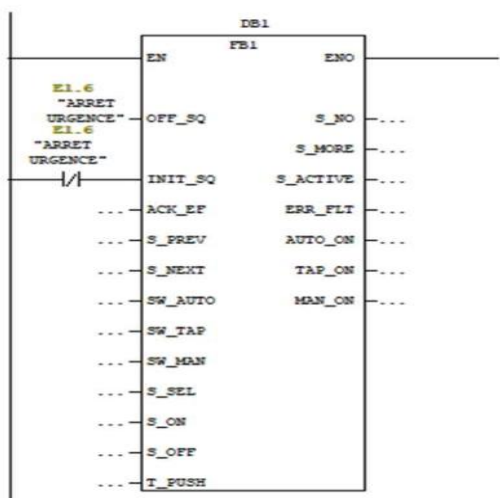 DB1
FB1
EN ENO
E1.6
"ARRET
URGENCE" OFF_SQ S_NO ...
E1.6
"ARRET
URGENCE"
S_MORE ...
INIT_SQ S_ACTIVE ...
... ACK_EF ERR_FLT ...
... S_PREV AUTO_ON ...
... S_NEXT TAP_ON ...
... SW_AUTO MAN_ON ...
... SW_TAP
... SW_MAN
... S_SEL
... S_ON
... S_OFF
... T_PUSH